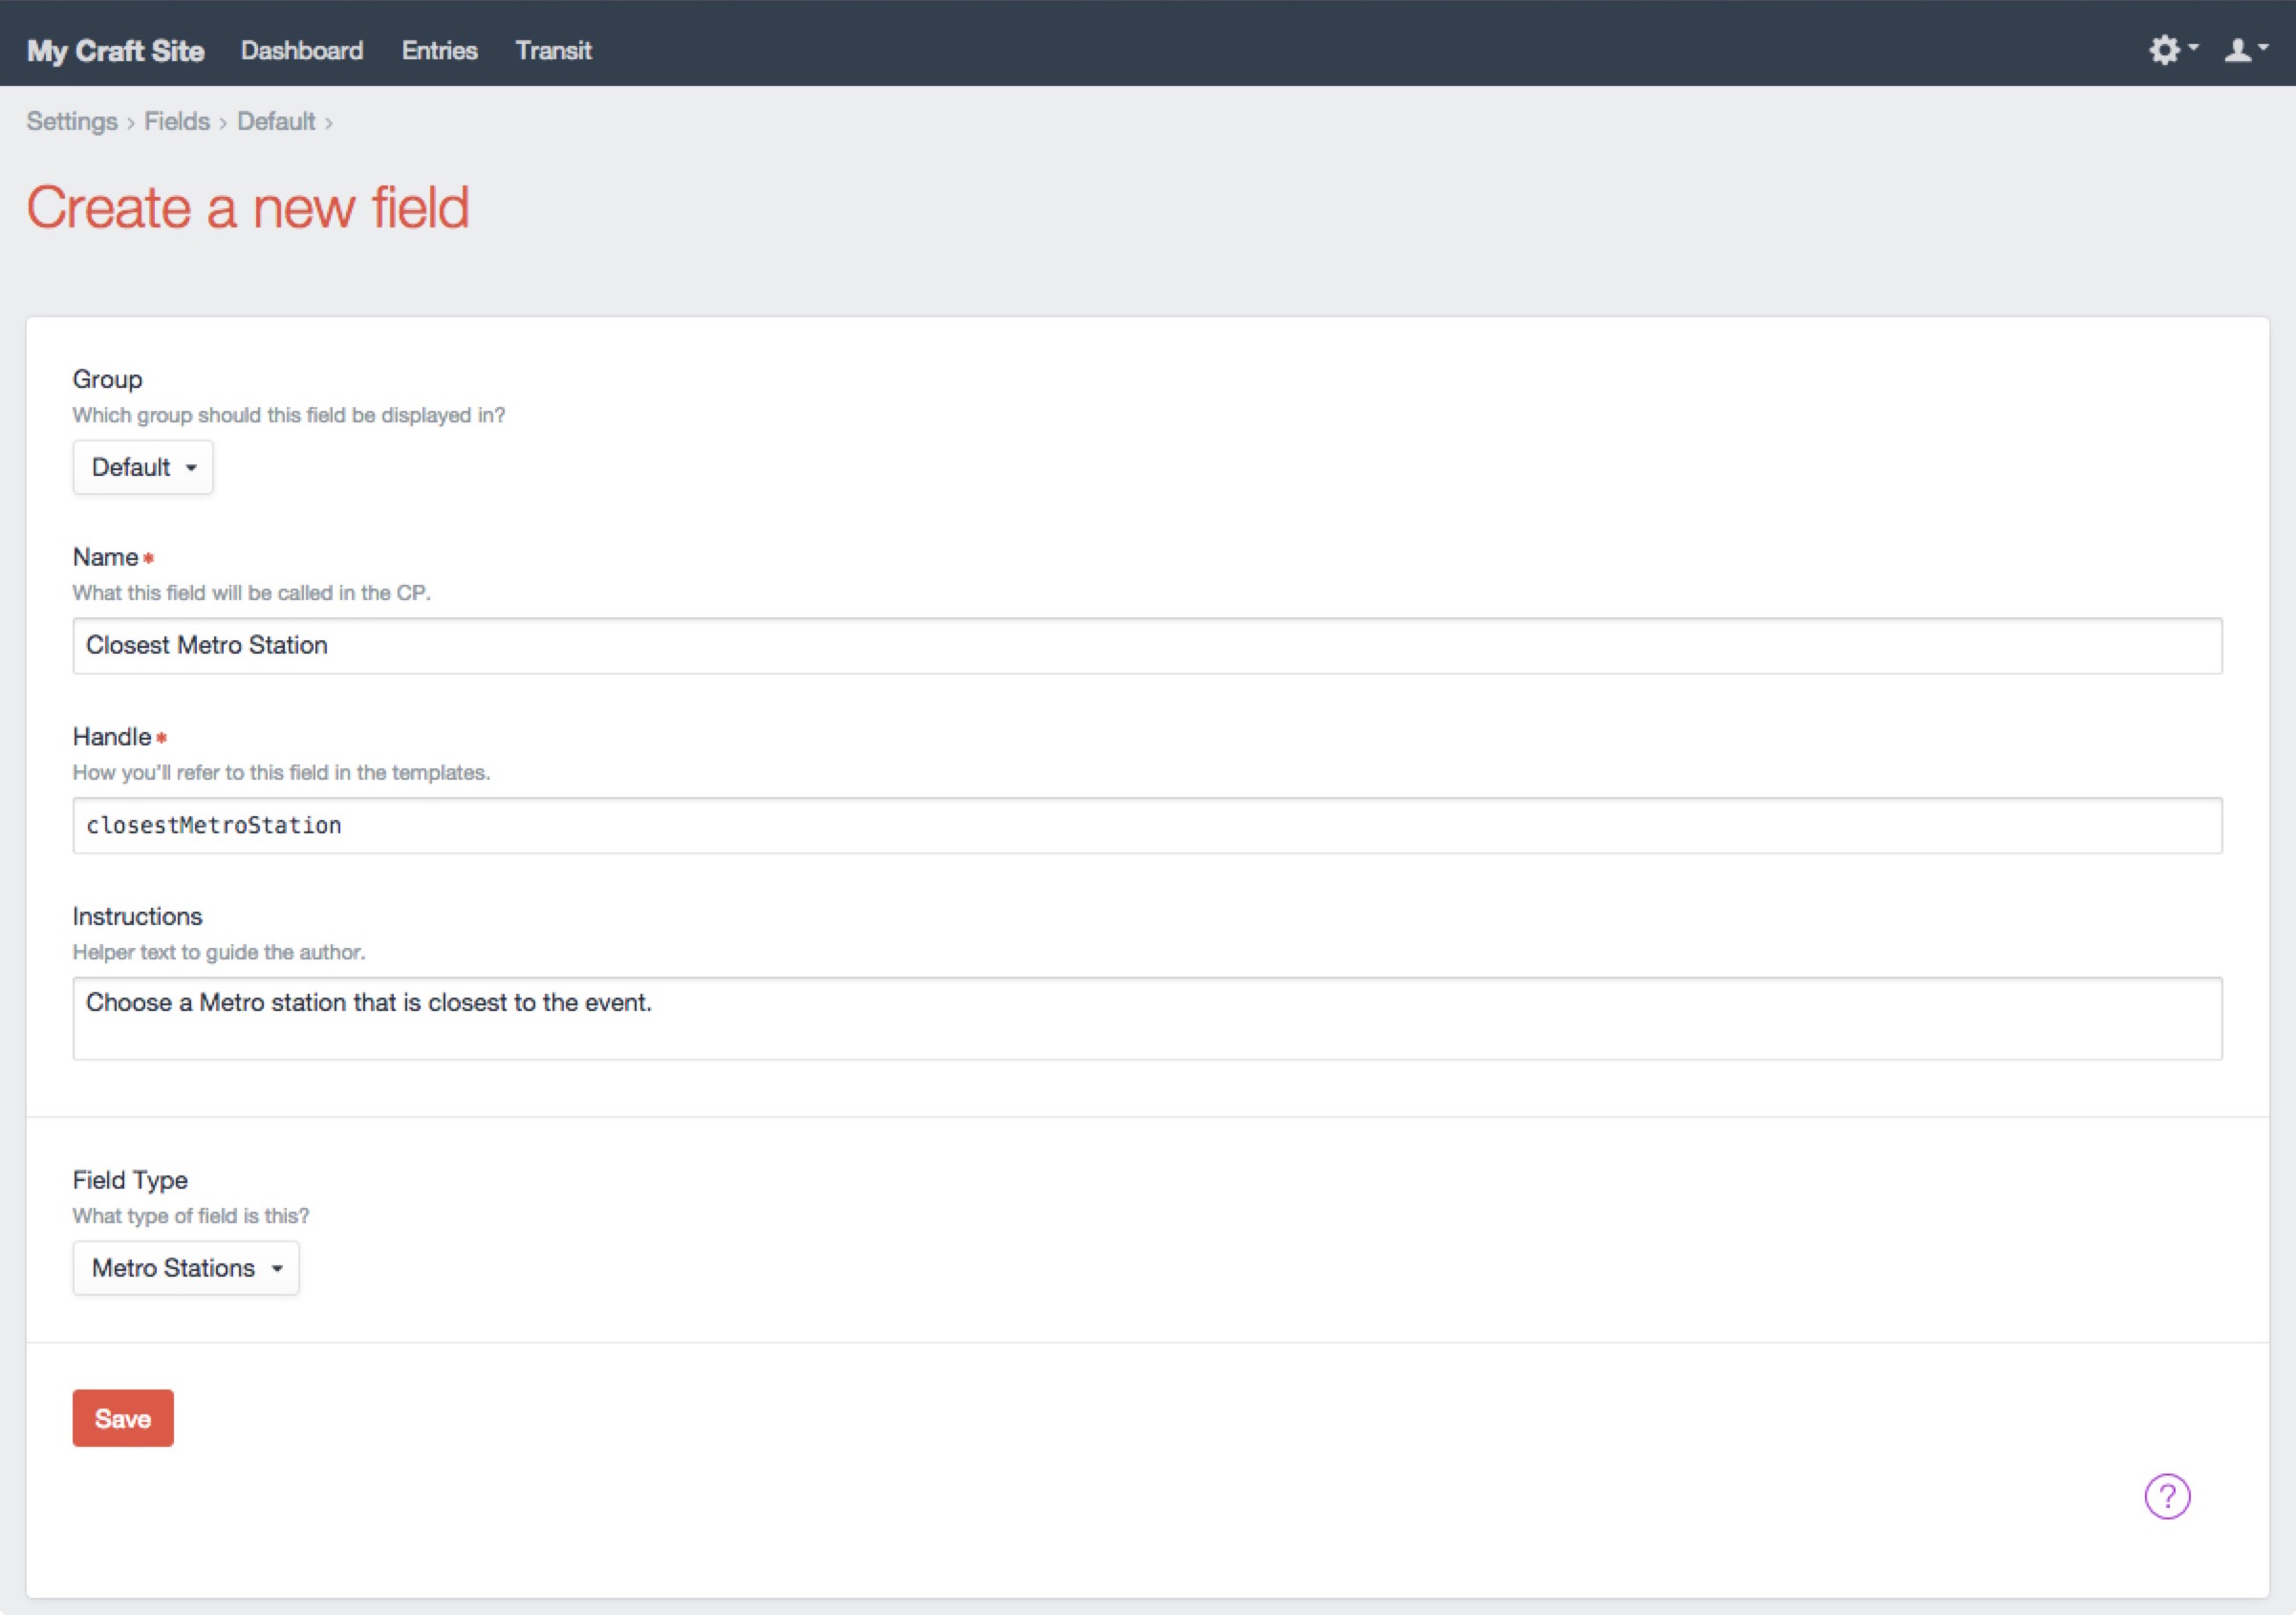 My Craft Site Dashboard Entries Transit
Settings › Fields › Default ›
Create a new field
Group
Which group should this field be displayed in?
Default
Name *
What this field will be called in the CP.
Closest Metro Station
Handle *
How you’ll refer to this field in the templates.
closestMetroStation
Instructions
Helper text to guide the author.
Choose a Metro station that is closest to the event.
Field Type
What type of field is this?
Metro Stations
Save
?